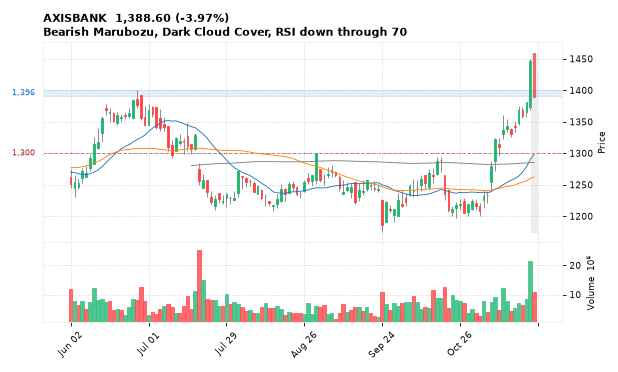 AXISBANK 1,388.60 (-3.97%)
Bearish Marubozu, Dark Cloud Cover, RSI down through 70
1450
1,396
1400
1350
1,300
1300
1250
1200
Price
20
10
Volume 10^6
Jun 02
Jul 01
Jul 29
Aug 26
Sep 24
Oct 26